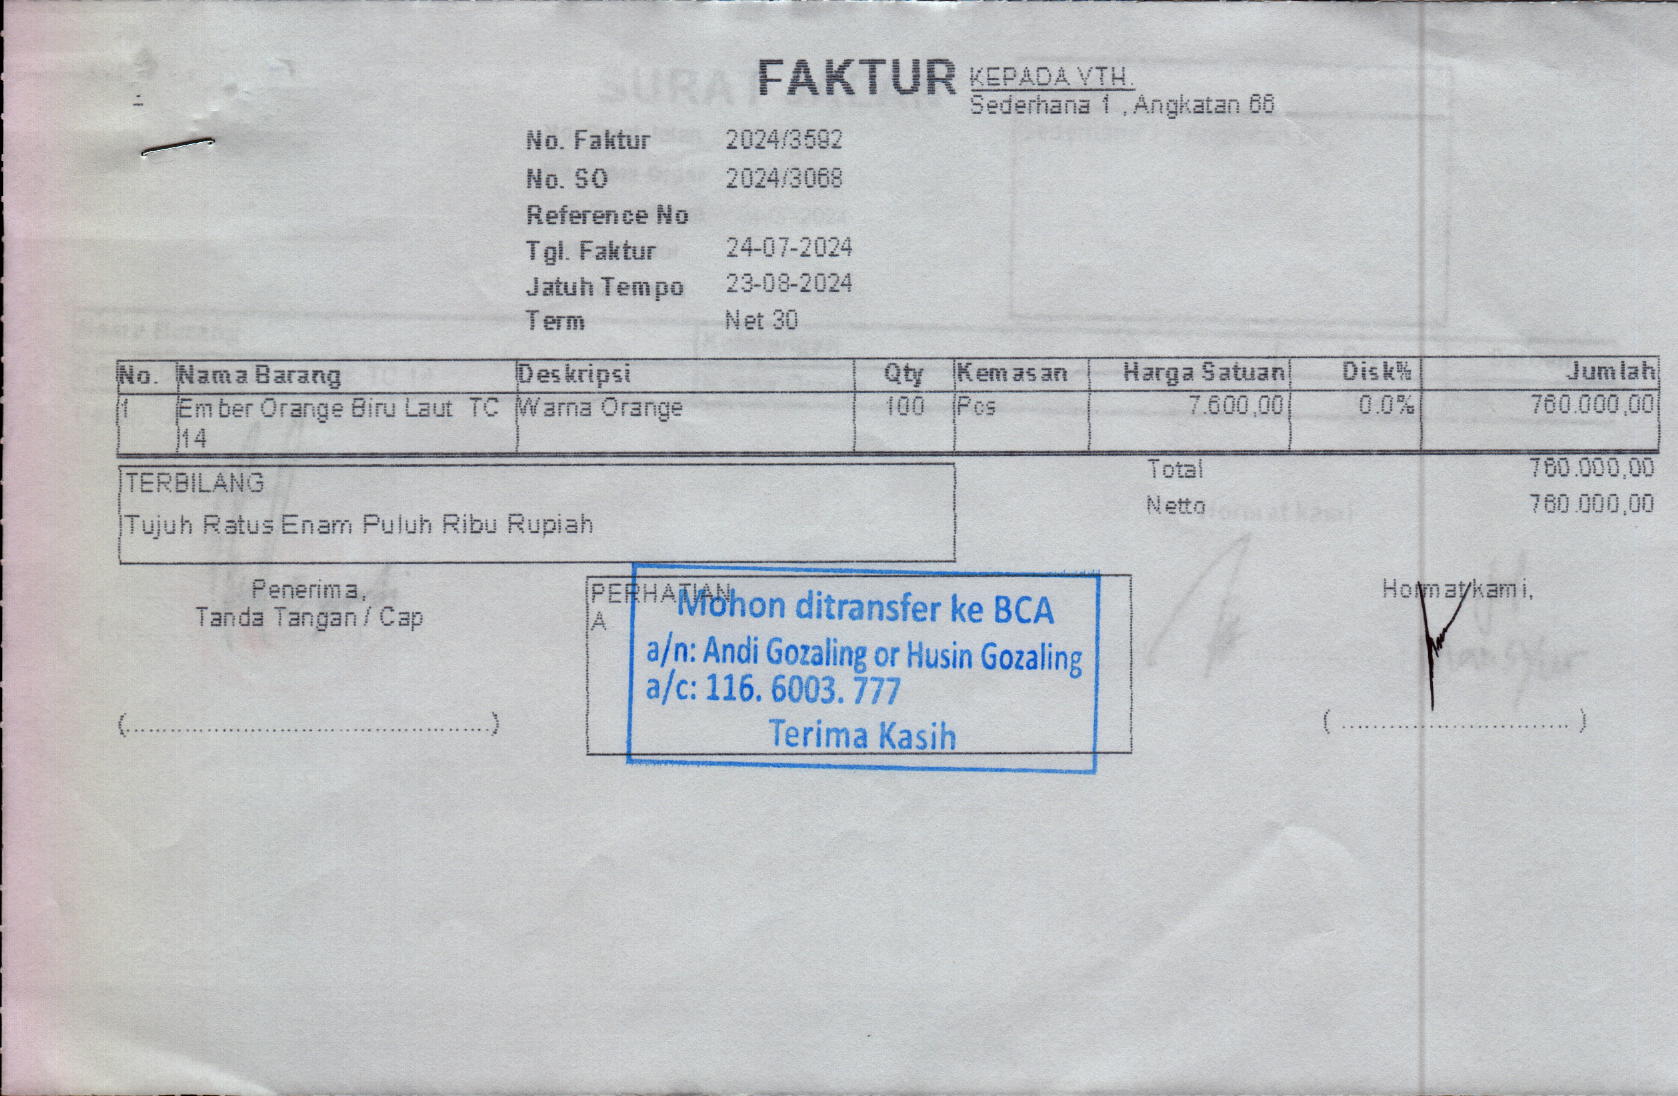 FAKTUR
KEPADA YTH.
Sederhana 1 , Angkatan 66
No. Faktur 2024/3592
No. SO 2024/3068
Reference No
Tgl. Faktur 24-07-2024
Jatuh Tempo 23-08-2024
Term Net 30
No. Nama Barang Deskripsi Qty Kemasan Harga Satuan Disk% Jumlah
1 Ember Orange Biru Laut TC Warna Orange 100 Pcs 7.600,00 0.0% 760.000,00
14
Total 760.000,00
Netto 760.000,00
TERBILANG
Tujuh Ratus Enam Puluh Ribu Rupiah
Penerima,
Tanda Tangan / Cap
(..............................................)
PERHATIAN
A
Mohon ditransfer ke BCA
a/n: Andi Gozaling or Husin Gozaling
a/c: 116. 6003. 777
Terima Kasih
Hormat kami,
( ............................. )